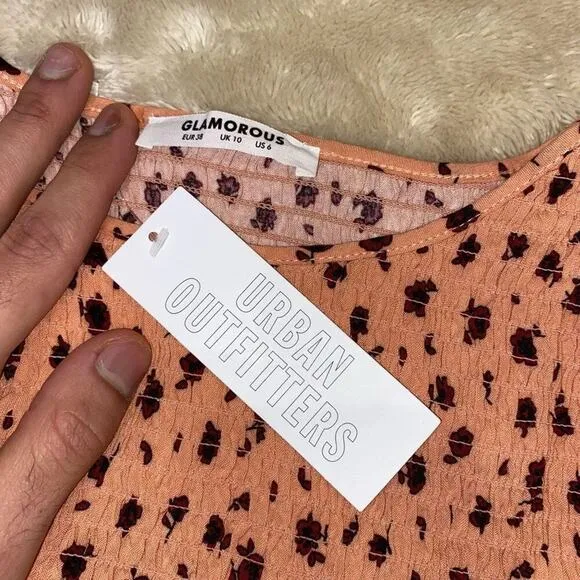 GLAMOROUS
EUR 38 UK 10 US 6
URBAN
OUTFITTERS